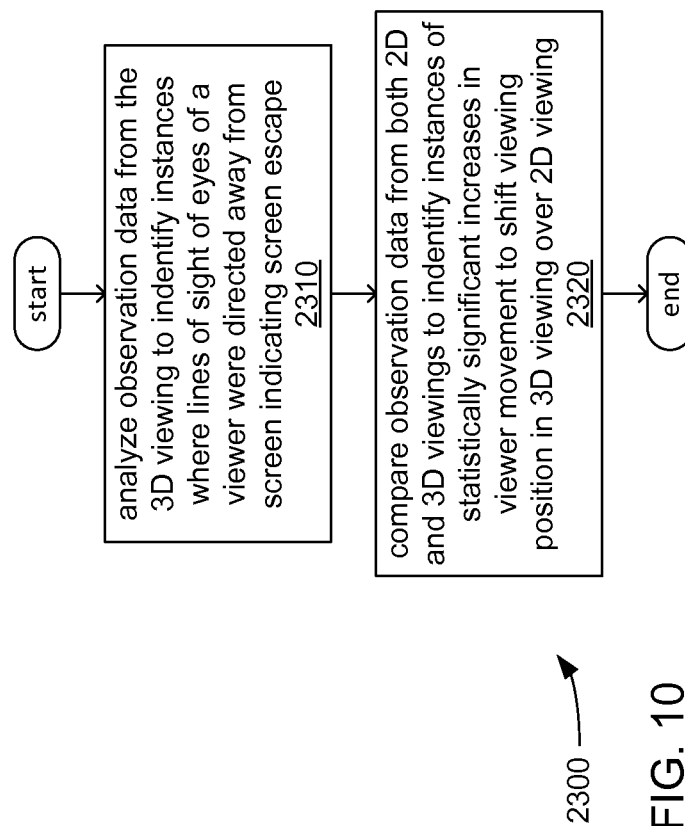 start
analyze observation data from the
3D viewing to indentify instances
where lines of sight of eyes of a
viewer were directed away from
screen indicating screen escape
2310
compare observation data from both 2D
and 3D viewings to indentify instances of
statistically significant increases in
viewer movement to shift viewing
position in 3D viewing over 2D viewing
2320
end
2300
FIG. 10